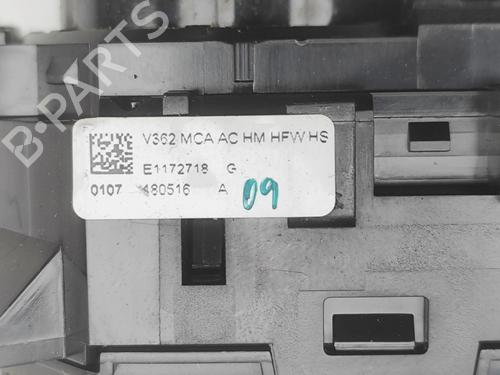 B-PARTS
V362 MCA AC HM HFW HS
E1172718 G
0107 480516 A
09